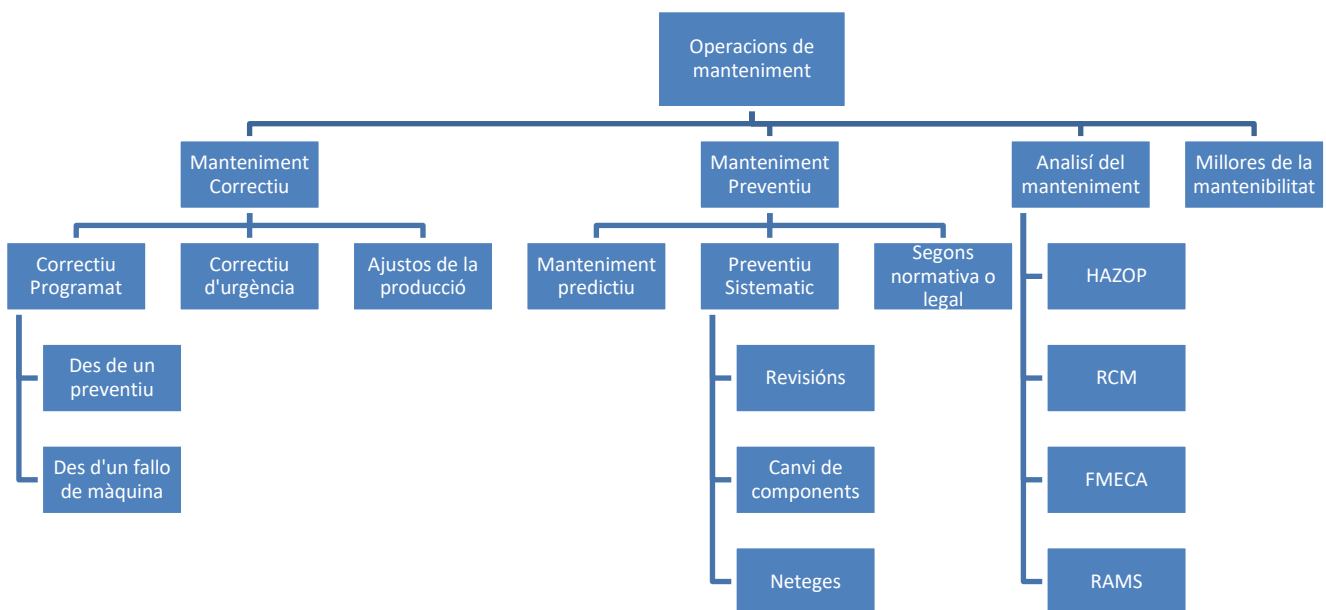 Operacions de
manteniment
Manteniment
Correctiu
Manteniment
Preventiu
Analisí del
manteniment
Millores de la
mantenibilitat
Correctiu
Programat
Correctiu
d'urgència
Ajustos de la
producció
Manteniment
predictiu
Preventiu
Sistematic
Segons
normativa o
legal
HAZOP
Des de un
preventiu
Revisións
RCM
Des d'un fallo
de màquina
Canvi de
components
FMECA
Neteges
RAMS